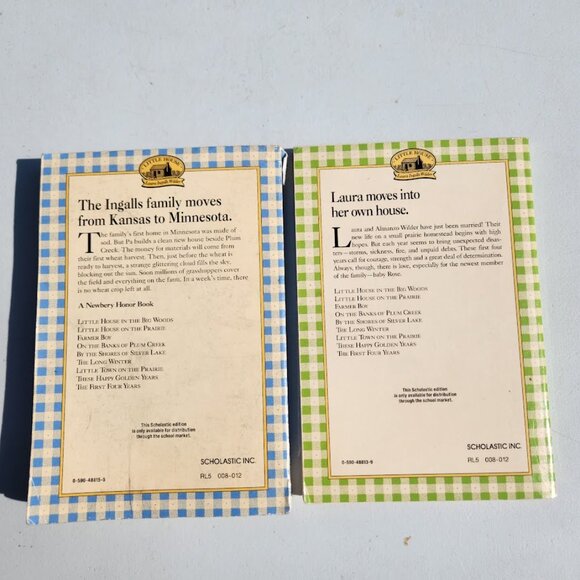 LITTLE HOUSE
Laura Ingalls Wilder
The Ingalls family moves
from Kansas to Minnesota.
The family's first home in Minnesota was made of
sod. But Pa builds a clean new house beside Plum
Creek. The money for materials will come from
their first wheat harvest. Then, just before the wheat is
ready to harvest, a strange glittering cloud fills the sky,
blocking out the sun. Soon millions of grasshoppers cover
the field and everything on the farm. In a week's time, there
is no wheat crop left at all.
A Newbery Honor Book
LITTLE HOUSE IN THE BIG WOODS
LITTLE HOUSE ON THE PRAIRIE
FARMER BOY
ON THE BANKS OF PLUM CREEK
BY THE SHORES OF SILVER LAKE
THE LONG WINTER
LITTLE TOWN ON THE PRAIRIE
THESE HAPPY GOLDEN YEARS
THE FIRST FOUR YEARS
This Scholastic edition
is only available for distribution
through the school market.
SCHOLASTIC INC.
0-590-48815-5
RL5 008-012
LITTLE HOUSE
Laura Ingalls Wilder
Laura moves into
her own house.
Laura and Almanzo Wilder have just been married! Their
new life on a small prairie homestead begins with high
hopes. But each year seems to bring unexpected disas-
ters—storms, sickness, fire, and unpaid debts. These first four
years call for courage, strength and a great deal of determination.
Always, though, there is love, especially for the newest member
of the family—baby Rose.
LITTLE HOUSE IN THE BIG WOODS
LITTLE HOUSE ON THE PRAIRIE
FARMER BOY
ON THE BANKS OF PLUM CREEK
BY THE SHORES OF SILVER LAKE
THE LONG WINTER
LITTLE TOWN ON THE PRAIRIE
THESE HAPPY GOLDEN YEARS
THE FIRST FOUR YEARS
This Scholastic edition
is only available for distribution
through the school market.
SCHOLASTIC INC.
0-590-48813-9
RL5 008-012